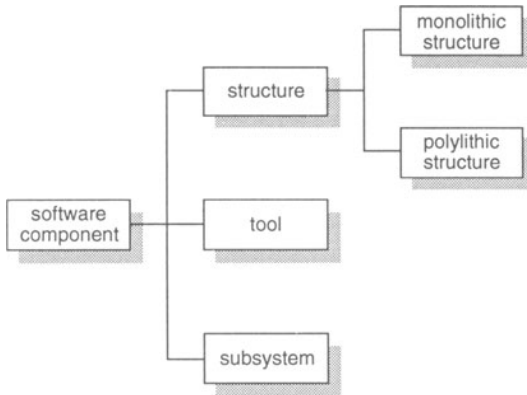 monolithic
structure
structure
polylithic
structure
software
component
tool
subsystem